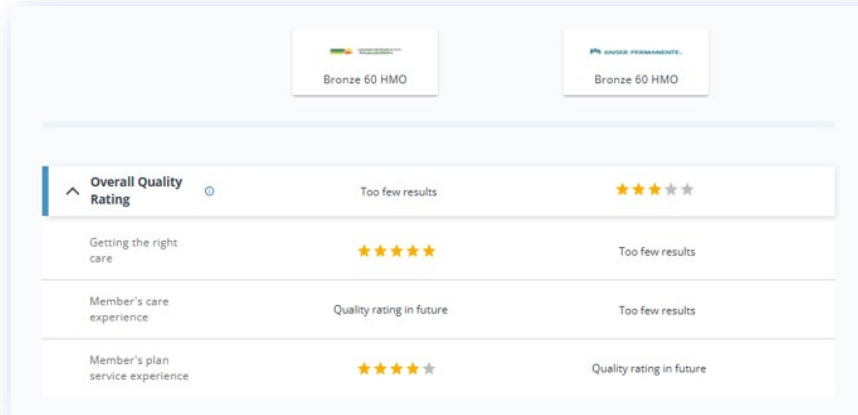 KAISER PERMANENTE.
Bronze 60 HMO
Bronze 60 HMO
Overall Quality
Rating
Too few results
Getting the right
care
Too few results
Member's care
experience
Quality rating in future
Too few results
Member's plan
service experience
Quality rating in future